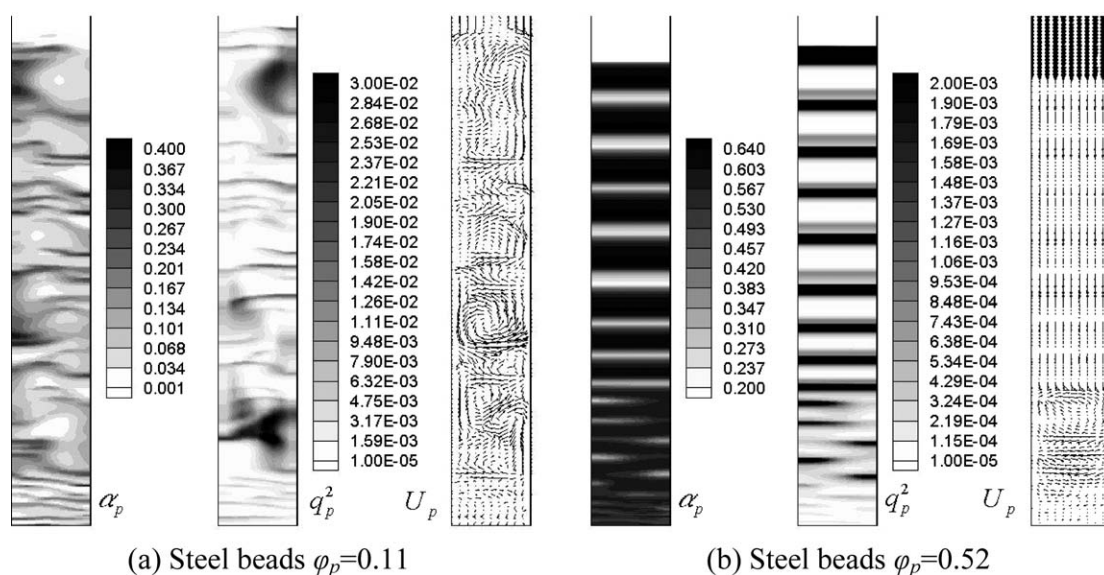 0.400
0.367
0.334
0.300
0.267
0.234
0.201
0.167
0.134
0.101
0.068
0.034
0.001
αₚ
3.00E-02
2.84E-02
2.68E-02
2.53E-02
2.37E-02
2.21E-02
2.05E-02
1.90E-02
1.74E-02
1.58E-02
1.42E-02
1.26E-02
1.11E-02
9.48E-03
7.90E-03
6.32E-03
4.75E-03
3.17E-03
1.59E-03
1.00E-05
qₚ²
Uₚ
(a) Steel beads φₚ=0.11
0.640
0.603
0.567
0.530
0.493
0.457
0.420
0.383
0.347
0.310
0.273
0.237
0.200
αₚ
2.00E-03
1.90E-03
1.79E-03
1.69E-03
1.58E-03
1.48E-03
1.37E-03
1.27E-03
1.16E-03
1.06E-03
9.53E-04
8.48E-04
7.43E-04
6.38E-04
5.34E-04
4.29E-04
3.24E-04
2.19E-04
1.15E-04
1.00E-05
qₚ²
Uₚ
(b) Steel beads φₚ=0.52